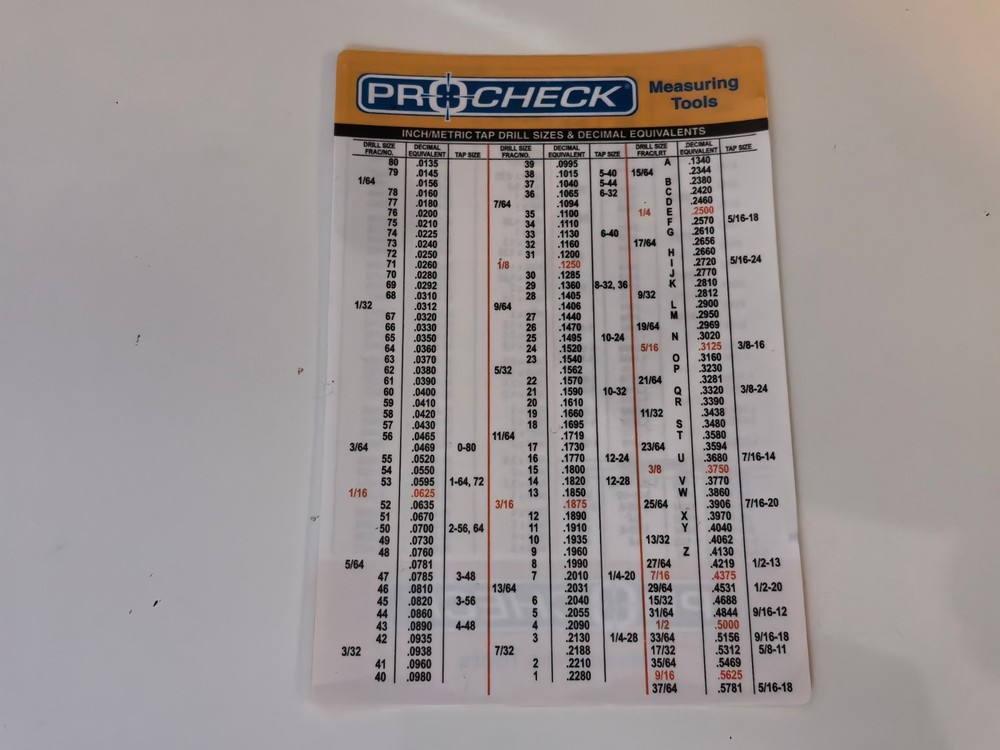 PROCHECK
Measuring
Tools
INCH/METRIC TAP DRILL SIZES & DECIMAL EQUIVALENTS
DRILL SIZE FRAC/NO. DECIMAL EQUIVALENT TAP SIZE
80 .0135
79 .0145
1/64 .0156
78 .0160
77 .0180
76 .0200
75 .0210
74 .0225
73 .0240
72 .0250
71 .0260
70 .0280
69 .0292
68 .0310
1/32 .0312
67 .0320
66 .0330
65 .0350
64 .0360
63 .0370
62 .0380
61 .0390
60 .0400
59 .0410
58 .0420
57 .0430
56 .0465
3/64 .0469 0-80
55 .0520
54 .0550
53 .0595 1-64, 72
1/16 .0625
52 .0635
51 .0670
50 .0700 2-56, 64
49 .0730
48 .0760
5/64 .0781
47 .0785 3-48
46 .0810
45 .0820 3-56
44 .0860
43 .0890 4-48
42 .0935
3/32 .0938
41 .0960
40 .0980
DRILL SIZE FRAC/NO. DECIMAL EQUIVALENT TAP SIZE
39 .0995
38 .1015 5-40
37 .1040 5-44
36 .1065 6-32
7/64 .1094
35 .1100
34 .1110
33 .1130 6-40
32 .1160
31 .1200
1/8 .1250
30 .1285
29 .1360 8-32, 36
28 .1405
9/64 .1406
27 .1440
26 .1470
25 .1495 10-24
24 .1520
23 .1540
5/32 .1562
22 .1570
21 .1590 10-32
20 .1610
19 .1660
18 .1695
11/64 .1719
17 .1730
16 .1770 12-24
15 .1800
14 .1820 12-28
13 .1850
3/16 .1875
12 .1890
11 .1910
10 .1935
9 .1960
8 .1990
7 .2010 1/4-20
13/64 .2031
6 .2040
5 .2055
4 .2090
3 .2130 1/4-28
7/32 .2188
2 .2210
1 .2280
DRILL SIZE FRAC/LRT DECIMAL EQUIVALENT TAP SIZE
A .1340
15/64 .2344
B .2380
C .2420
D .2460
1/4 E .2500
F .2570 5/16-18
G .2610
17/64 .2656
H .2660
I .2720 5/16-24
J .2770
K .2810
9/32 .2812
L .2900
M .2950
19/64 .2969
N .3020
5/16 .3125 3/8-16
O .3160
P .3230
21/64 .3281
Q .3320 3/8-24
R .3390
11/32 .3438
S .3480
T .3580
23/64 .3594
U .3680 7/16-14
3/8 .3750
V .3770
W .3860
25/64 .3906 7/16-20
X .3970
Y .4040
13/32 .4062
Z .4130
27/64 .4219 1/2-13
7/16 .4375
29/64 .4531 1/2-20
15/32 .4688
31/64 .4844 9/16-12
1/2 .5000
33/64 .5156 9/16-18
17/32 .5312 5/8-11
35/64 .5469
9/16 .5625
37/64 .5781 5/16-18